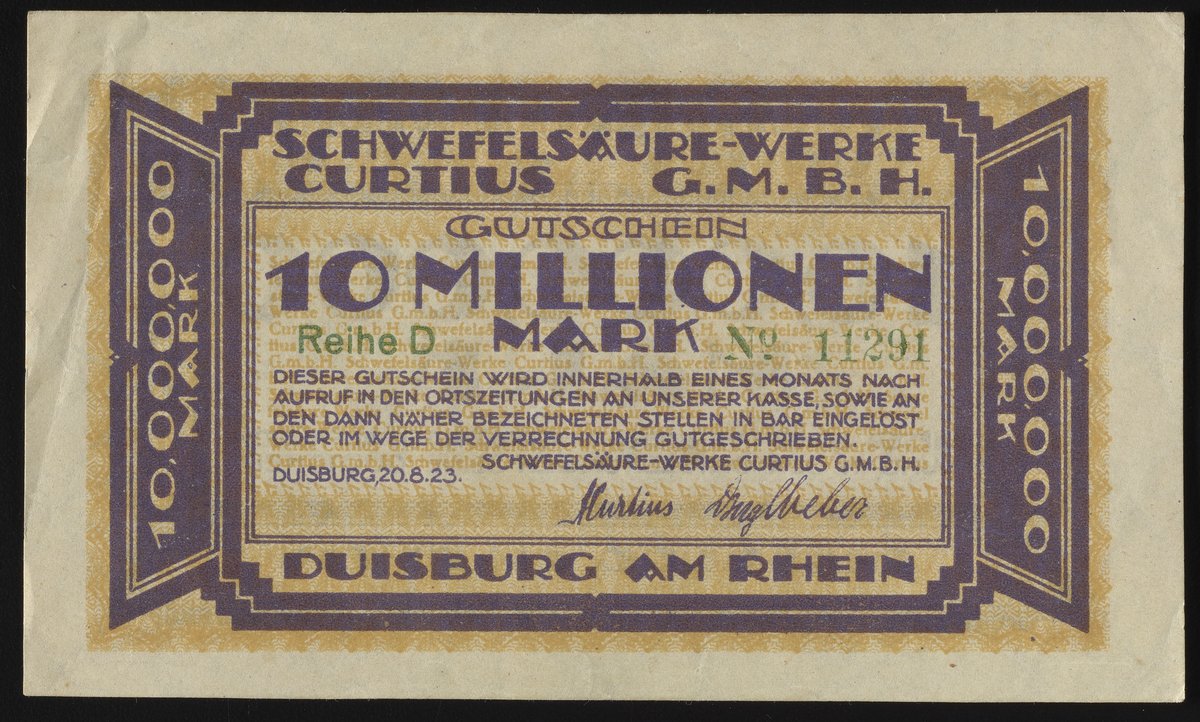 SCHWEFELSÄURE-WERKE
CURTIUS G.M.B.H.
GUTSCHEIN
10 MILLIONEN
MARK
Reihe D
No 11291
DIESER GUTSCHEIN WIRD INNERHALB EINES MONATS NACH
AUFRUF IN DEN ORTSZEITUNGEN AN UNSERER KASSE, SOWIE AN
DEN DANN NÄHER BEZEICHNETEN STELLEN IN BAR EINGELÖST
ODER IM WEGE DER VERRECHNUNG GUTGESCHRIEBEN.
SCHWEFELSÄURE-WERKE CURTIUS G.M.B.H.
DUISBURG, 20.8.23.
DUISBURG AM RHEIN
10,000,000
MARK
10,000,000
MARK